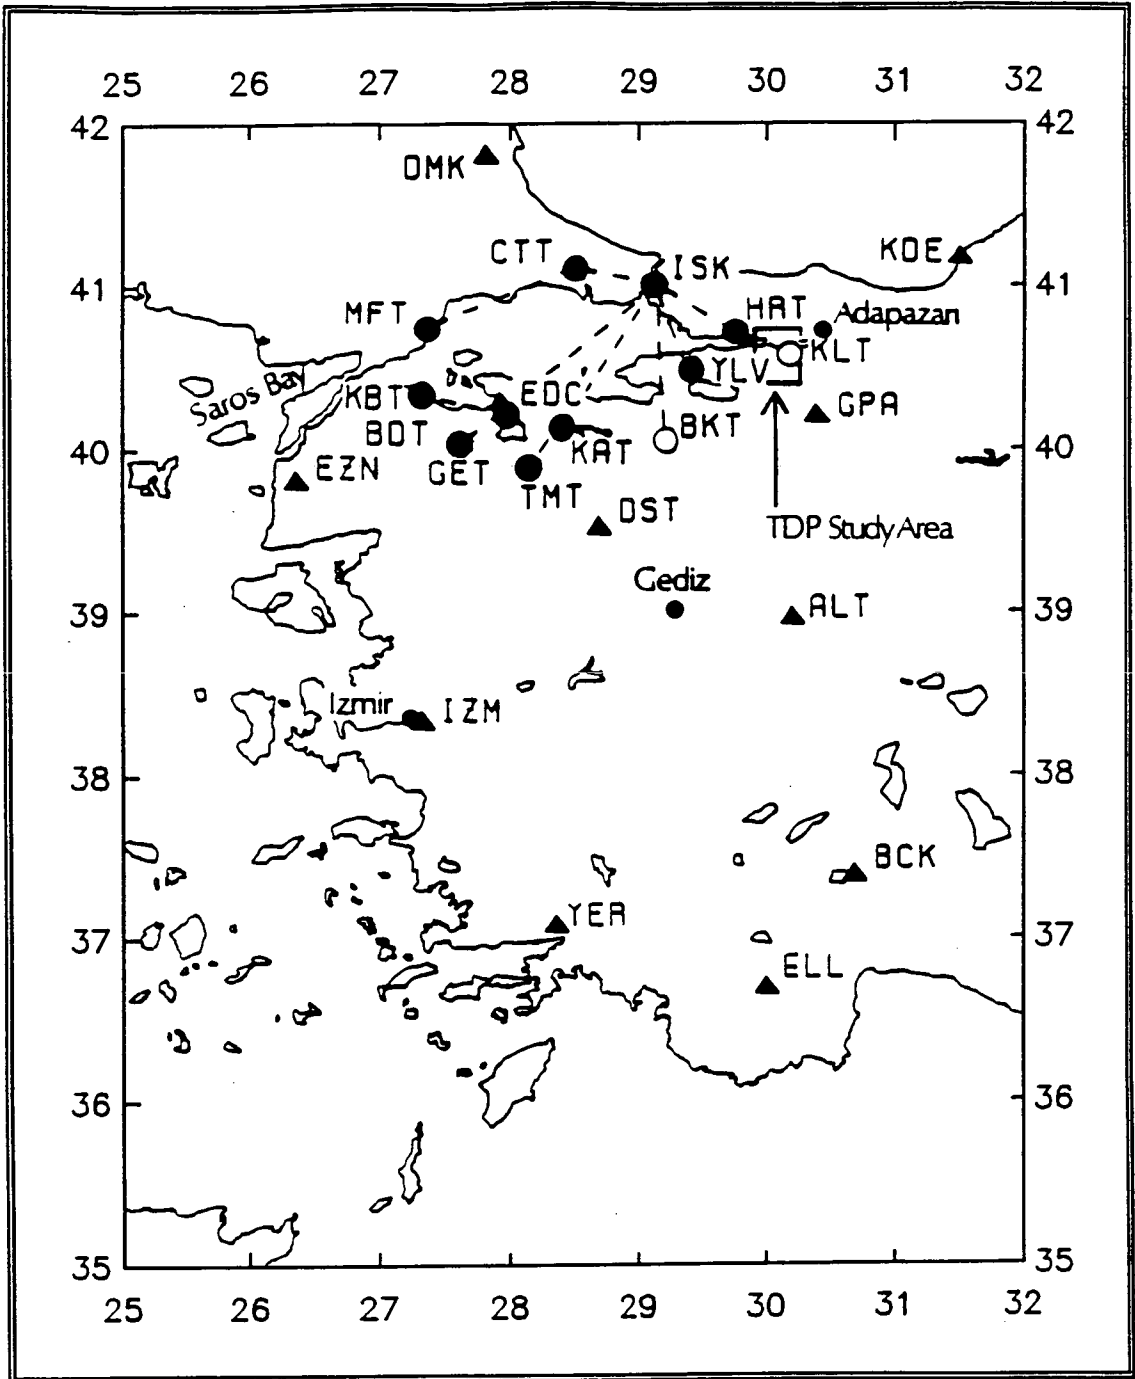 25 26 27 28 29 30 31 32
42 42
DMK
CTT
ISK
KDE
41 41
MFT
HRT
Adapazarı
KLT
YLV
Saros Bay
KBT
EDC
GPA
BDT
BKT
40 40
GET
KAT
EZN
TMT
DST
TDP Study Area
Gediz
39 39
ALT
Izmir
IZM
38 38
BCK
YER
37 37
ELL
36 36
35 35
25 26 27 28 29 30 31 32